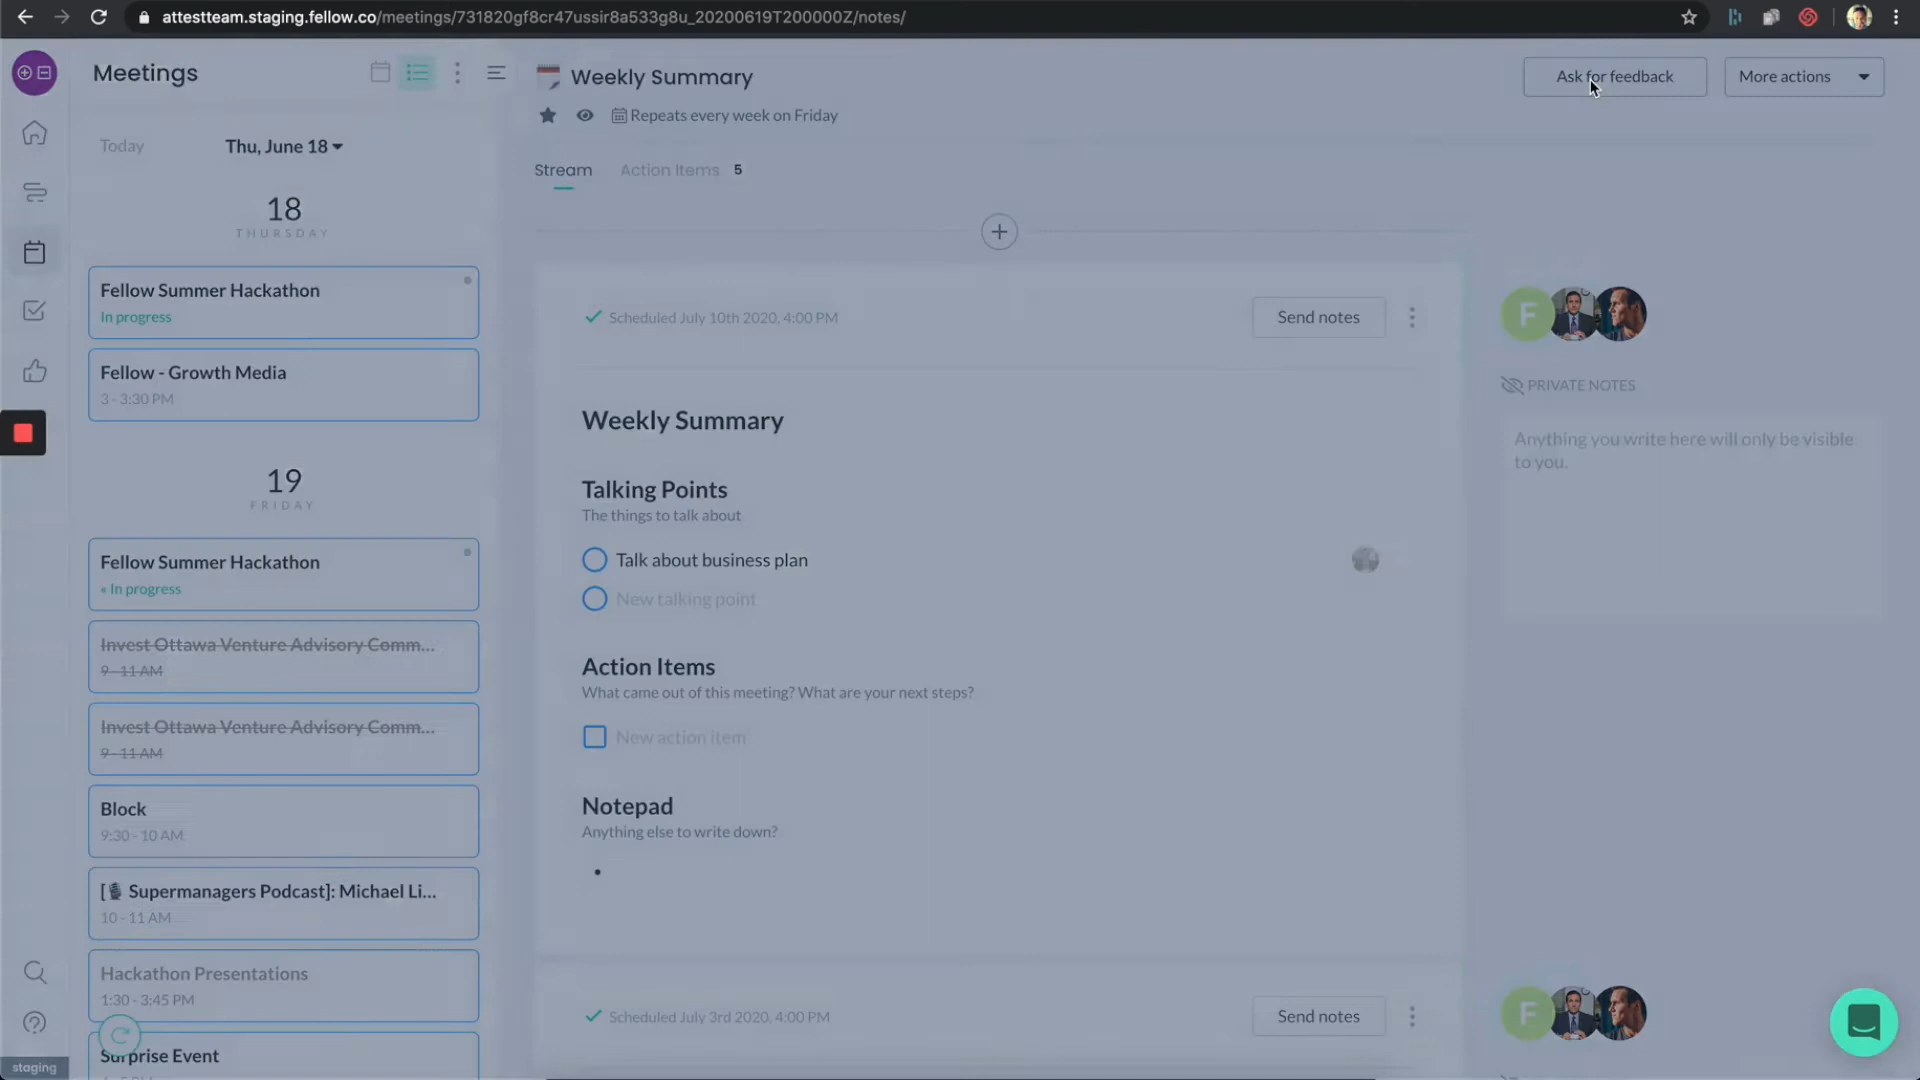 attestteam.staging.fellow.co/meetings/731820gf8cr47ussir8a533g8u_20200619T200000Z/notes/
Meetings
Weekly Summary
Ask for feedback
More actions
Repeats every week on Friday
Today
Thu, June 18
Stream
Action Items 5
18
THURSDAY
Fellow Summer Hackathon
In progress
Scheduled July 10th 2020, 4:00 PM
Send notes
F
Fellow - Growth Media
3 - 3:30 PM
PRIVATE NOTES
Anything you write here will only be visible
to you.
Weekly Summary
19
FRIDAY
Talking Points
The things to talk about
Fellow Summer Hackathon
« In progress
Talk about business plan
New talking point
Invest Ottawa Venture Advisory Comm...
9 - 11 AM
Action Items
What came out of this meeting? What are your next steps?
Invest Ottawa Venture Advisory Comm...
9 - 11 AM
New action item
Block
9:30 - 10 AM
Notepad
Anything else to write down?
[🎙 Supermanagers Podcast]: Michael Li...
10 - 11 AM
Hackathon Presentations
1:30 - 3:45 PM
Scheduled July 3rd 2020, 4:00 PM
Send notes
F
Surprise Event
staging